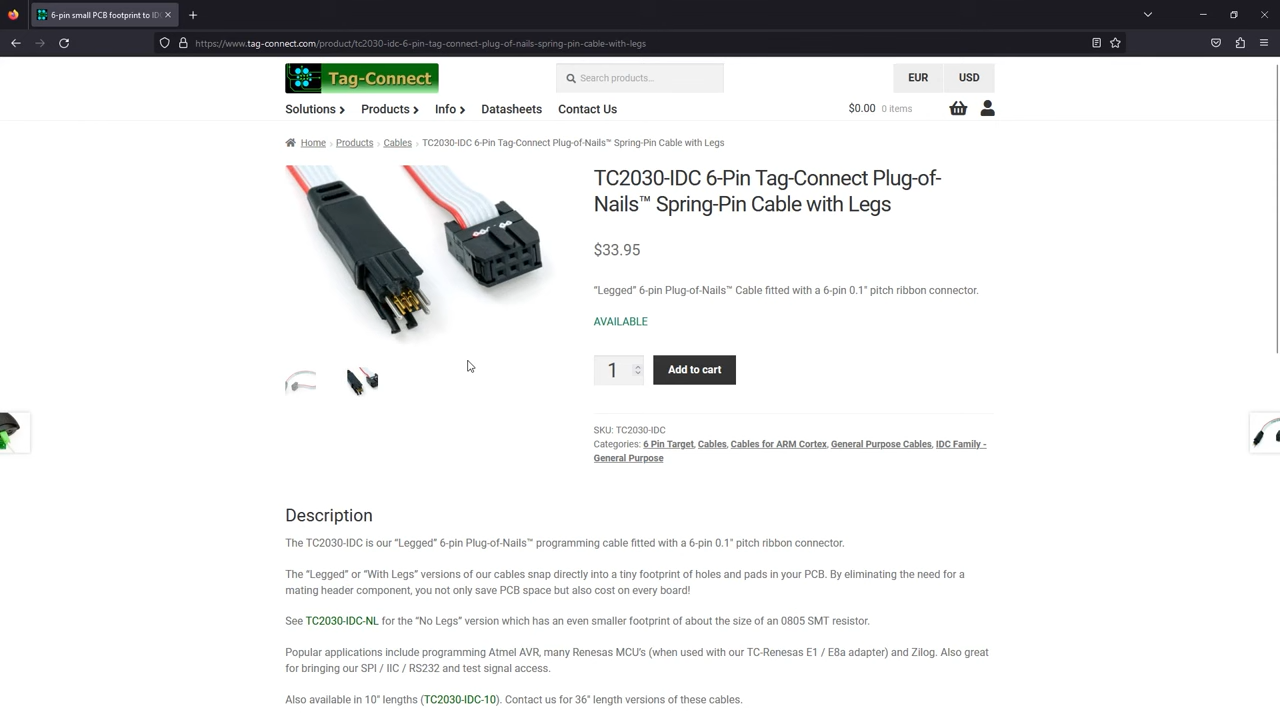 6-pin small PCB footprint to IDC
https://www.tag-connect.com/product/tc2030-idc-6-pin-tag-connect-plug-of-nails-spring-pin-cable-with-legs
Tag-Connect
Search products…
EUR
USD
Solutions
Products
Info
Datasheets
Contact Us
$0.00 0 items
Home › Products › Cables › TC2030-IDC 6-Pin Tag-Connect Plug-of-Nails™ Spring-Pin Cable with Legs
TC2030-IDC 6-Pin Tag-Connect Plug-of-
Nails™ Spring-Pin Cable with Legs
$33.95
“Legged” 6-pin Plug-of-Nails™ Cable fitted with a 6-pin 0.1" pitch ribbon connector.
AVAILABLE
1
Add to cart
SKU: TC2030-IDC
Categories: 6 Pin Target, Cables, Cables for ARM Cortex, General Purpose Cables, IDC Family -
General Purpose
Description
The TC2030-IDC is our “Legged” 6-pin Plug-of-Nails™ programming cable fitted with a 6-pin 0.1" pitch ribbon connector.
The “Legged” or “With Legs” versions of our cables snap directly into a tiny footprint of holes and pads in your PCB. By eliminating the need for a
mating header component, you not only save PCB space but also cost on every board!
See TC2030-IDC-NL for the “No Legs” version which has an even smaller footprint of about the size of an 0805 SMT resistor.
Popular applications include programming Atmel AVR, many Renesas MCU's (when used with our TC-Renesas E1 / E8a adapter) and Zilog. Also great
for bringing our SPI / IIC / RS232 and test signal access.
Also available in 10" lengths (TC2030-IDC-10). Contact us for 36" length versions of these cables.